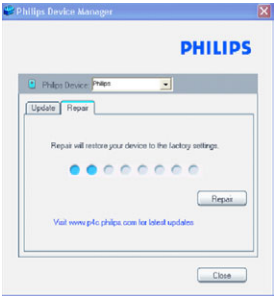 Philips Device Manager
PHILIPS
Philips Device: Philips
Update Repair
Repair will restore your device to the factory settings.
Repair
Visit www.p4c.philips.com for latest updates
Close